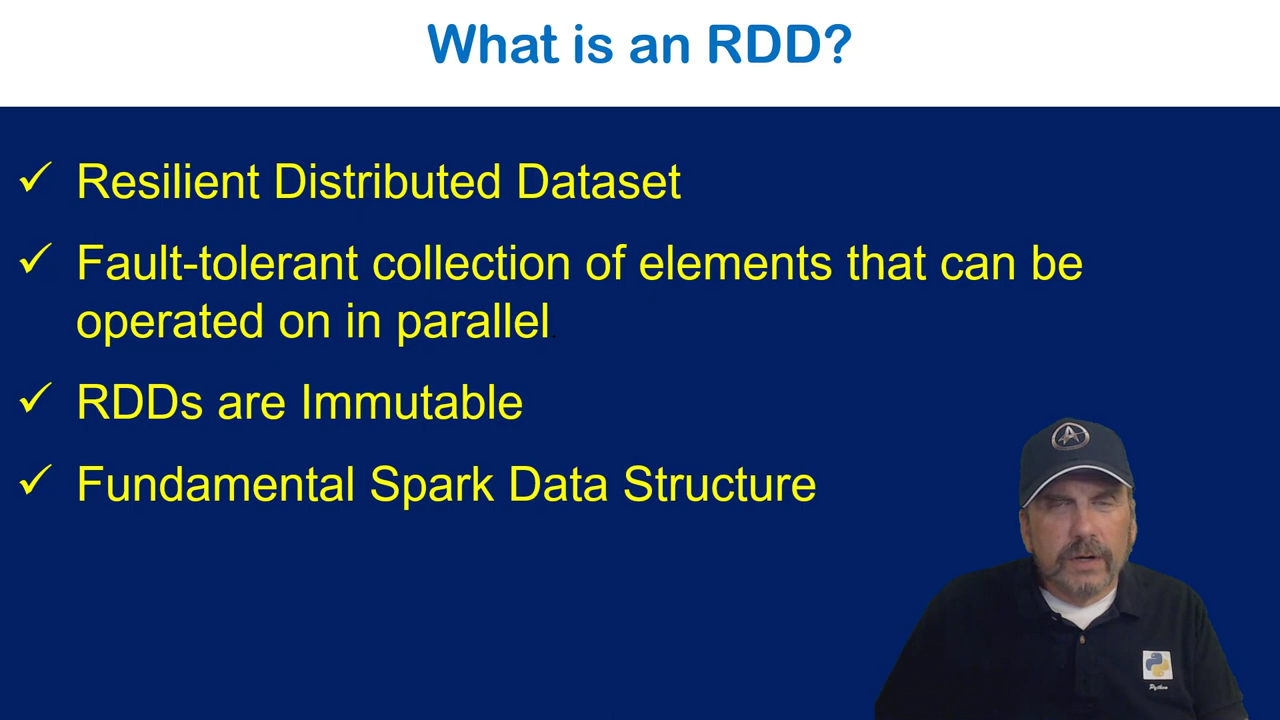 What is an RDD?
✓ Resilient Distributed Dataset
✓ Fault-tolerant collection of elements that can be
operated on in parallel.
✓ RDDs are Immutable
✓ Fundamental Spark Data Structure
Python